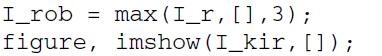 I_rob = max(I_r,[],3);
figure, imshow(I_kir,[]);